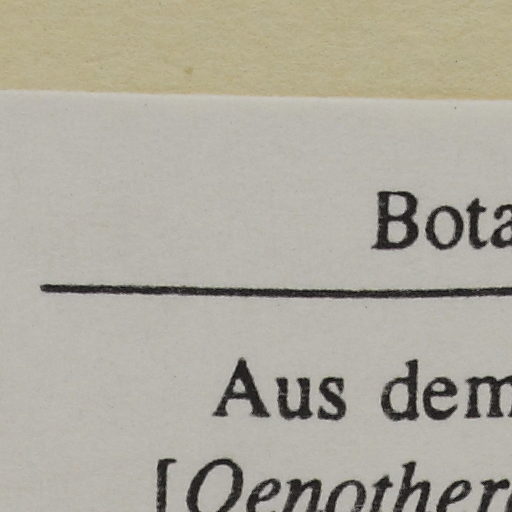 Bota
Aus dem
[Oenother